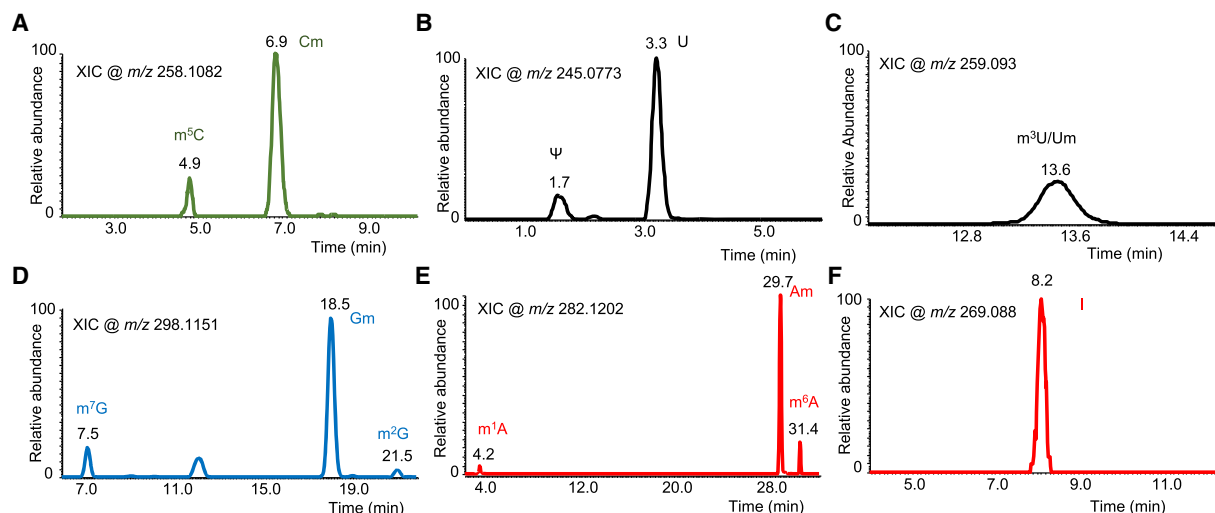 A
100
Relative abundance
0
XIC @ m/z 258.1082
m⁵C
4.9
6.9
Cm
3.0 5.0 7.0 9.0
Time (min)
B
100
Relative abundance
0
XIC @ m/z 245.0773
Ψ
1.7
3.3 U
1.0 3.0 5.0
Time (min)
C
100
Relative Abundance
0
XIC @ m/z 259.093
m³U/Um
13.6
12.8 13.6 14.4
Time (min)
D
100
Relative abundance
0
XIC @ m/z 298.1151
m⁷G
7.5
18.5
Gm
m²G
21.5
7.0 11.0 15.0 19.0
Time (min)
E
100
Relative abundance
0
XIC @ m/z 282.1202
m¹A
4.2
29.7
Am
m⁶A
31.4
4.0 12.0 20.0 28.0
Time (min)
F
100
Relative abundance
0
XIC @ m/z 269.088
8.2
I
5.0 7.0 9.0 11.0
Time (min)